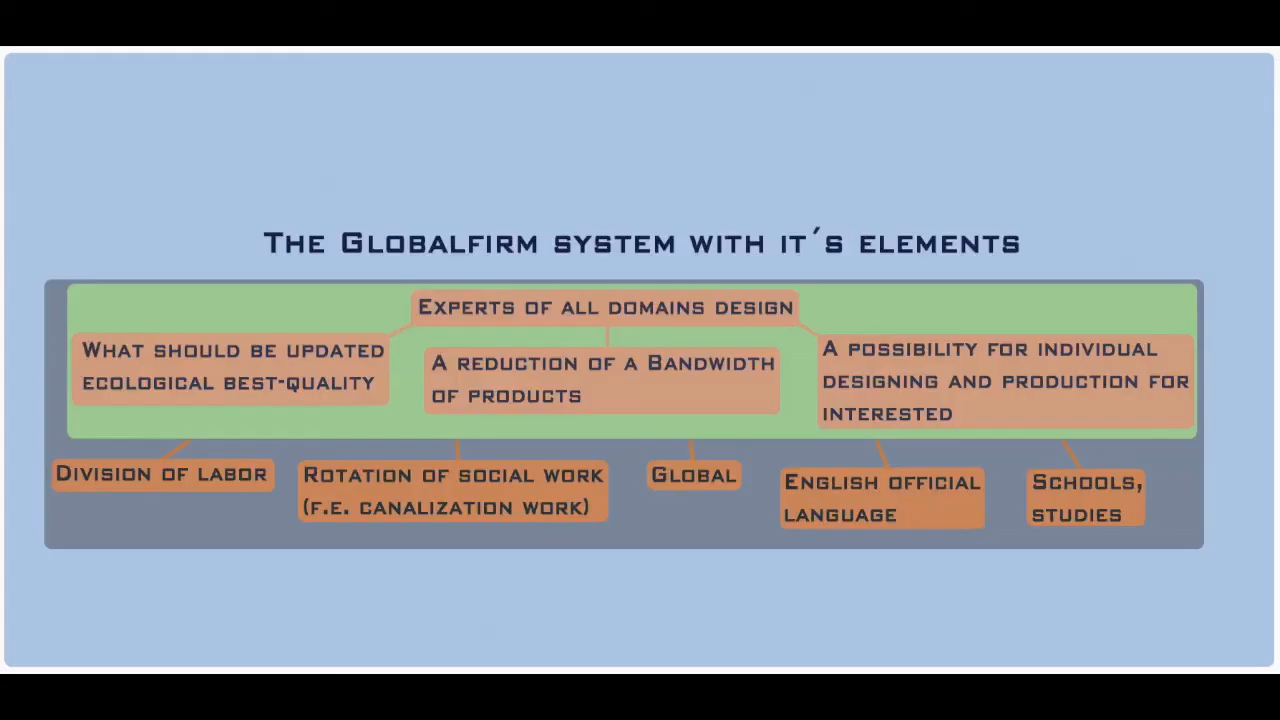 The Globalfirm system with it´s elements
Experts of all domains design
What should be updated
ecological best-quality
A reduction of a Bandwidth
of products
A possibility for individual
designing and production for
interested
Division of labor
Rotation of social work
(f.e. canalization work)
Global
English official
language
Schools,
studies